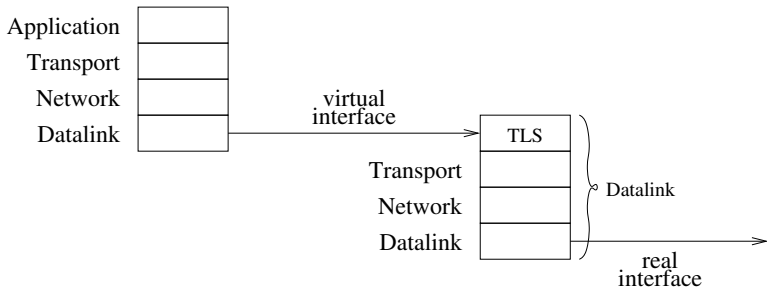 Application
Transport
Network
Datalink
virtual
interface
TLS
Transport
Network
Datalink
Datalink
real
interface